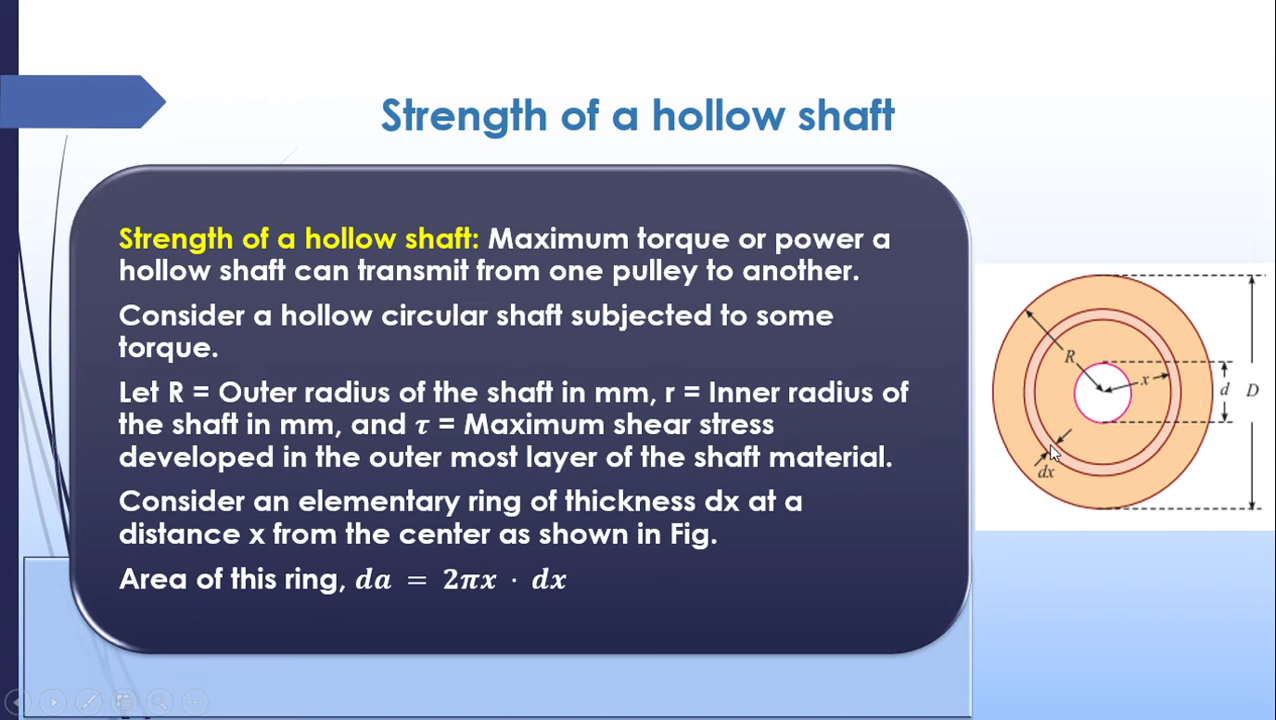 Strength of a hollow shaft
Strength of a hollow shaft: Maximum torque or power a
hollow shaft can transmit from one pulley to another.
Consider a hollow circular shaft subjected to some
torque.
Let R = Outer radius of the shaft in mm, r = Inner radius of
the shaft in mm, and τ = Maximum shear stress
developed in the outer most layer of the shaft material.
Consider an elementary ring of thickness dx at a
distance x from the center as shown in Fig.
Area of this ring, da = 2πx · dx
R
x
d
D
dx